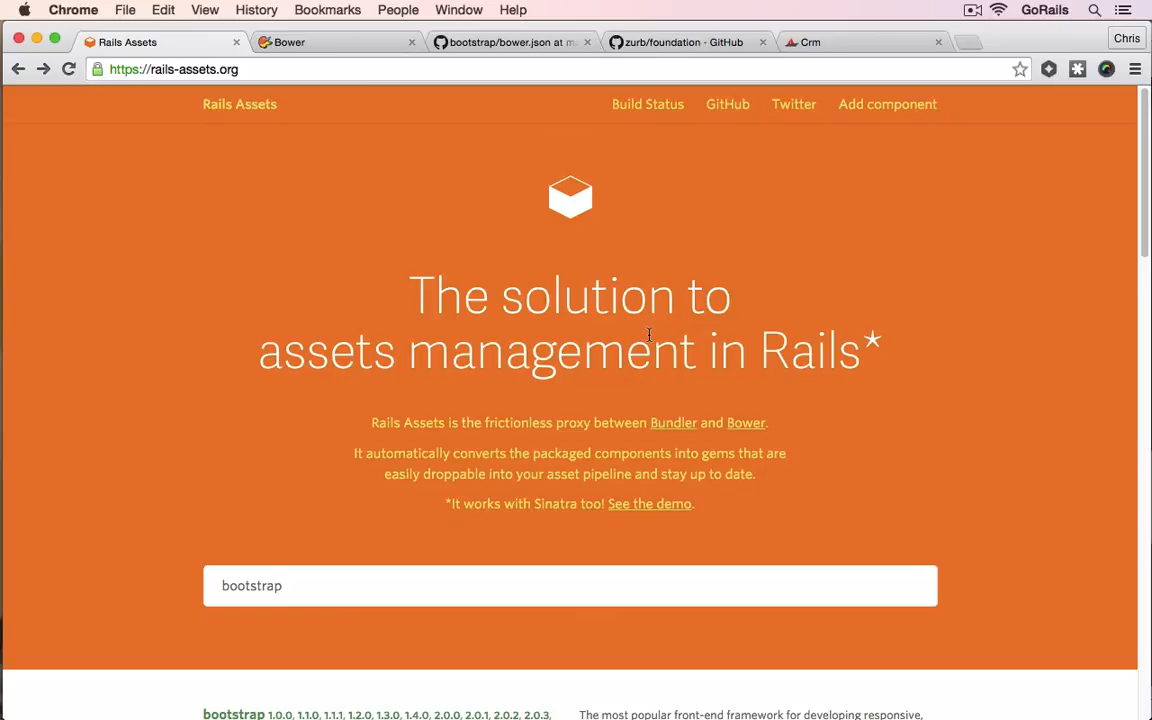 Chrome File Edit View History Bookmarks People Window Help GoRails
Rails Assets Bower bootstrap/bower.json at ma zurb/foundation · GitHub Crm Chris
https://rails-assets.org
Rails Assets Build Status GitHub Twitter Add component
The solution to
assets management in Rails*
Rails Assets is the frictionless proxy between Bundler and Bower.
It automatically converts the packaged components into gems that are
easily droppable into your asset pipeline and stay up to date.
*It works with Sinatra too! See the demo.
bootstrap
bootstrap 1.0.0, 1.1.0, 1.1.1, 1.2.0, 1.3.0, 1.4.0, 2.0.0, 2.0.1, 2.0.2, 2.0.3, The most popular front-end framework for developing responsive,